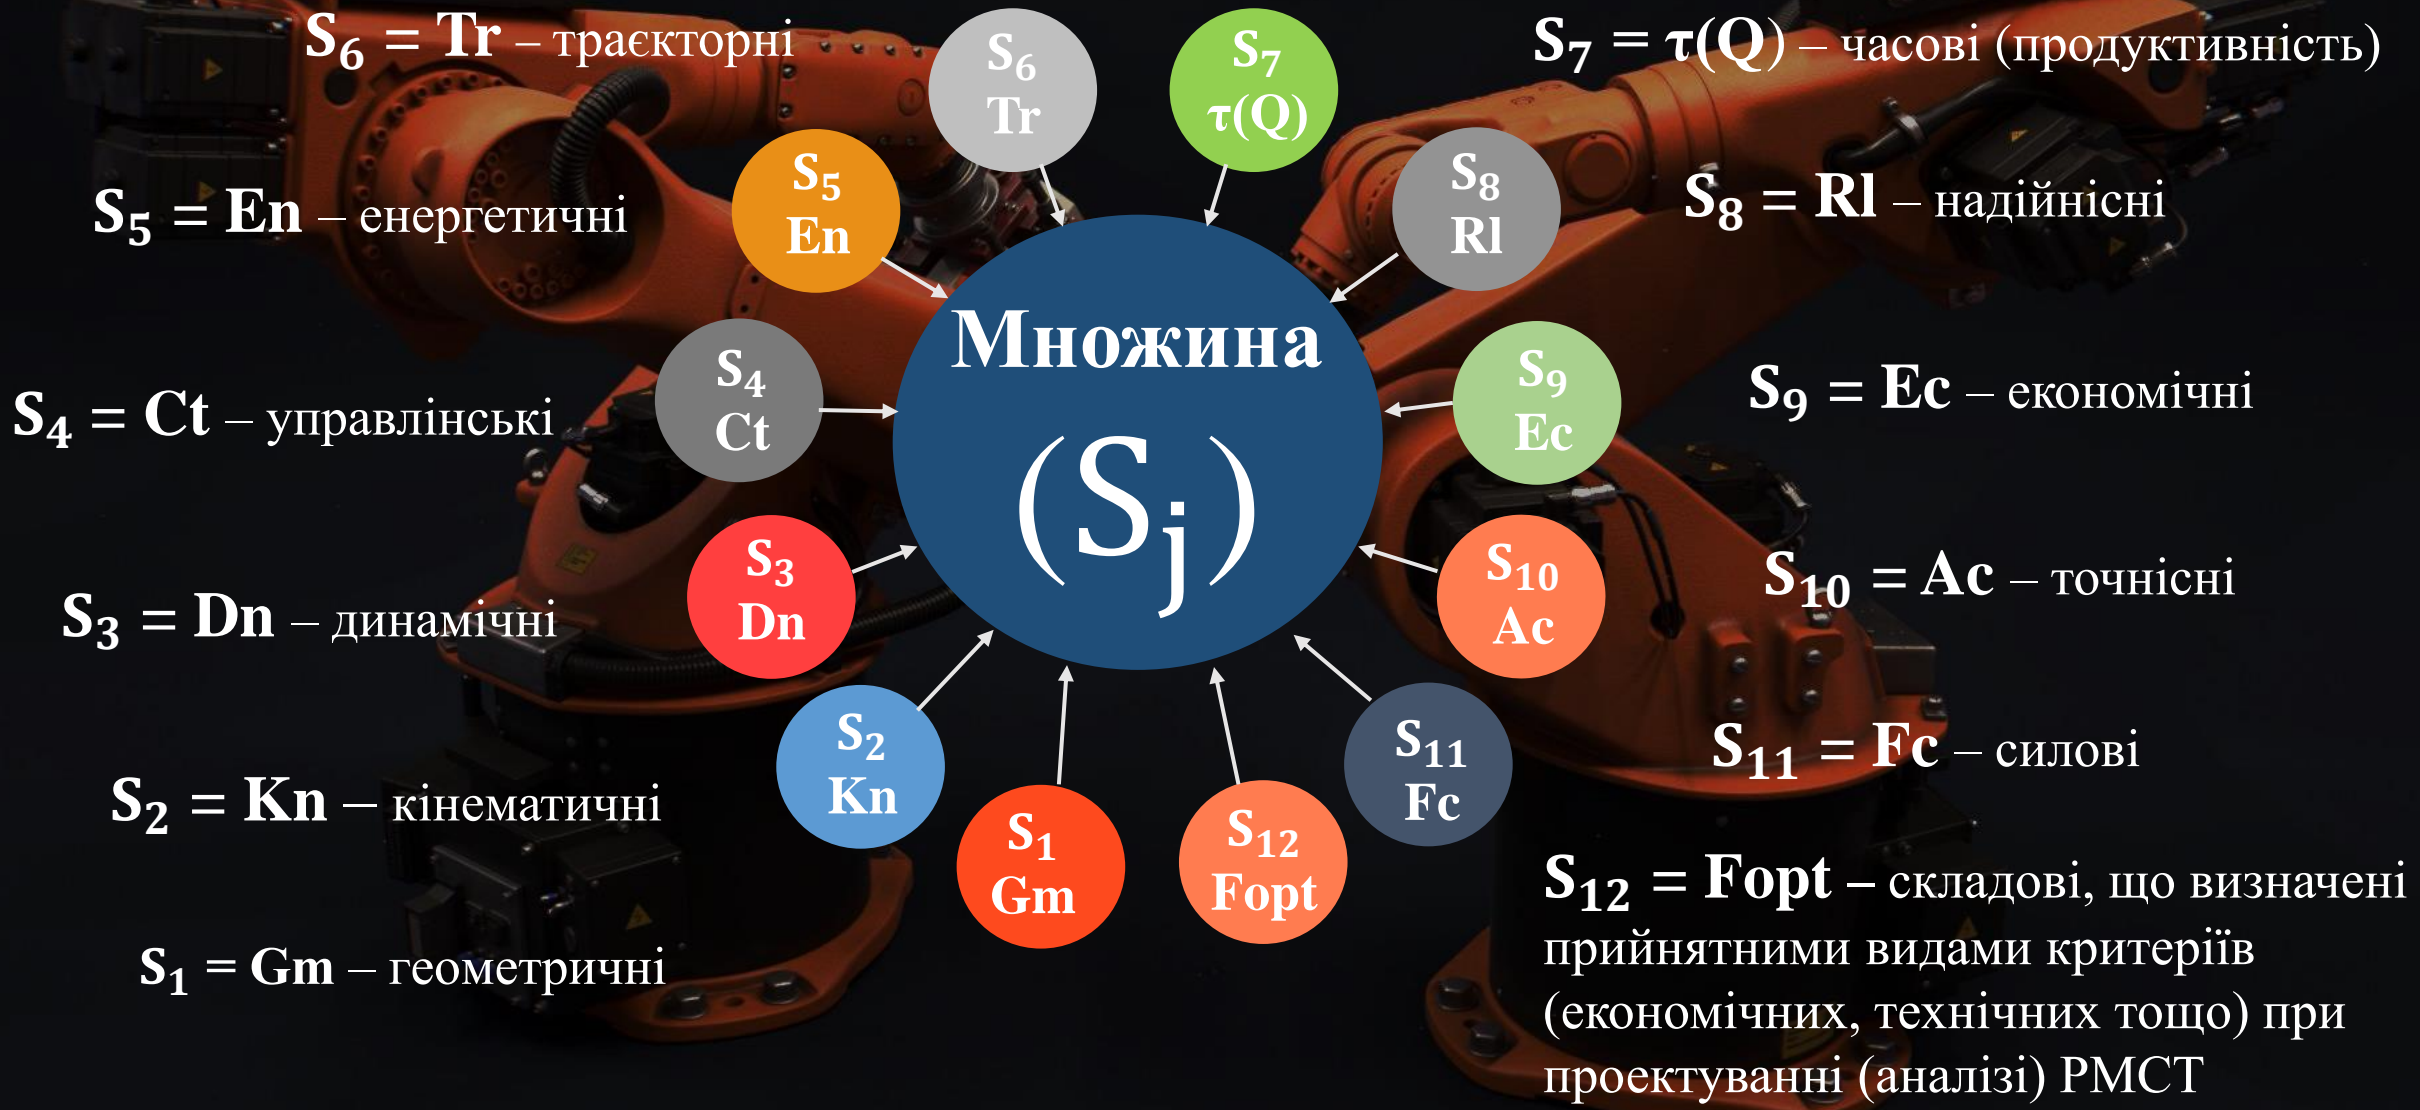 S₆ = Tr – траєкторні
S₆
Tr
S₇
τ(Q)
S₇ = τ(Q) – часові (продуктивність)
S₅ = En – енергетичні
S₅
En
S₈
Rl
S₈ = Rl – надійнісні
Множина
(Sⱼ)
S₄ = Ct – управлінські
S₄
Ct
S₉
Ec
S₉ = Ec – економічні
S₃ = Dn – динамічні
S₃
Dn
S₁₀
Ac
S₁₀ = Ac – точнісні
S₂ = Kn – кінематичні
S₂
Kn
S₁₁
Fc
S₁₁ = Fc – силові
S₁ = Gm – геометричні
S₁
Gm
S₁₂
Fopt
S₁₂ = Fopt – складові, що визначені
прийнятними видами критеріїв
(економічних, технічних тощо) при
проектуванні (аналізі) РМСТ